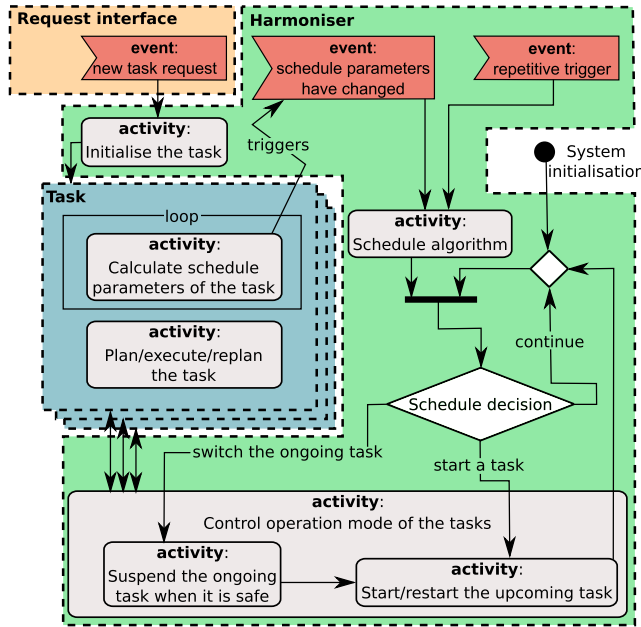 Request interface
event:
new task request
Harmoniser
event:
schedule parameters
have changed
event:
repetitive trigger
activity:
Initialise the task
triggers
System
initialisation
Task
loop
activity:
Calculate schedule
parameters of the task
activity:
Plan/execute/replan
the task
activity:
Schedule algorithm
continue
Schedule decision
switch the ongoing task
start a task
activity:
Control operation mode of the tasks
activity:
Suspend the ongoing
task when it is safe
activity:
Start/restart the upcoming task